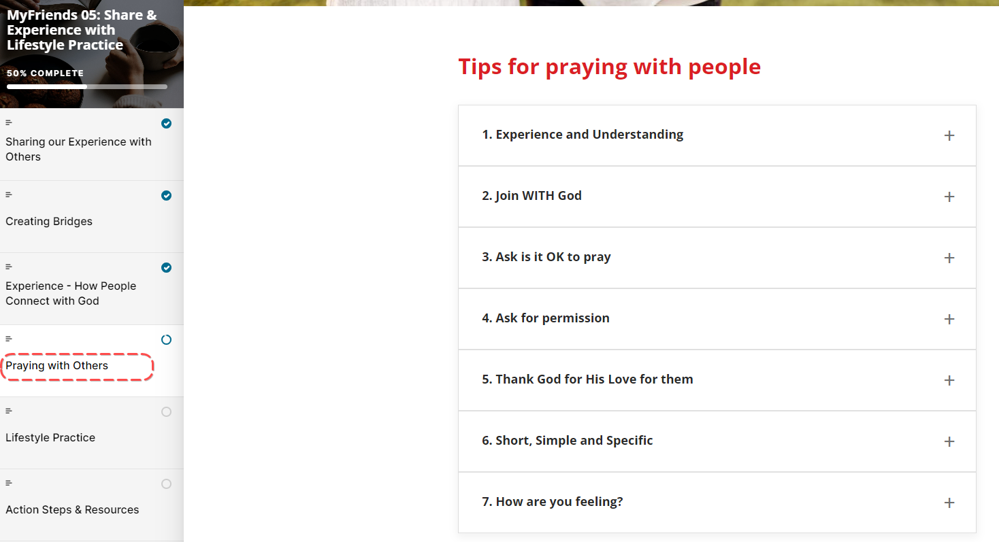 MyFriends 05: Share &
Experience with
Lifestyle Practice
50% COMPLETE
Sharing our Experience with
Others
Creating Bridges
Experience - How People
Connect with God
Praying with Others
Lifestyle Practice
Action Steps & Resources
Tips for praying with people
1. Experience and Understanding
2. Join WITH God
3. Ask is it OK to pray
4. Ask for permission
5. Thank God for His Love for them
6. Short, Simple and Specific
7. How are you feeling?